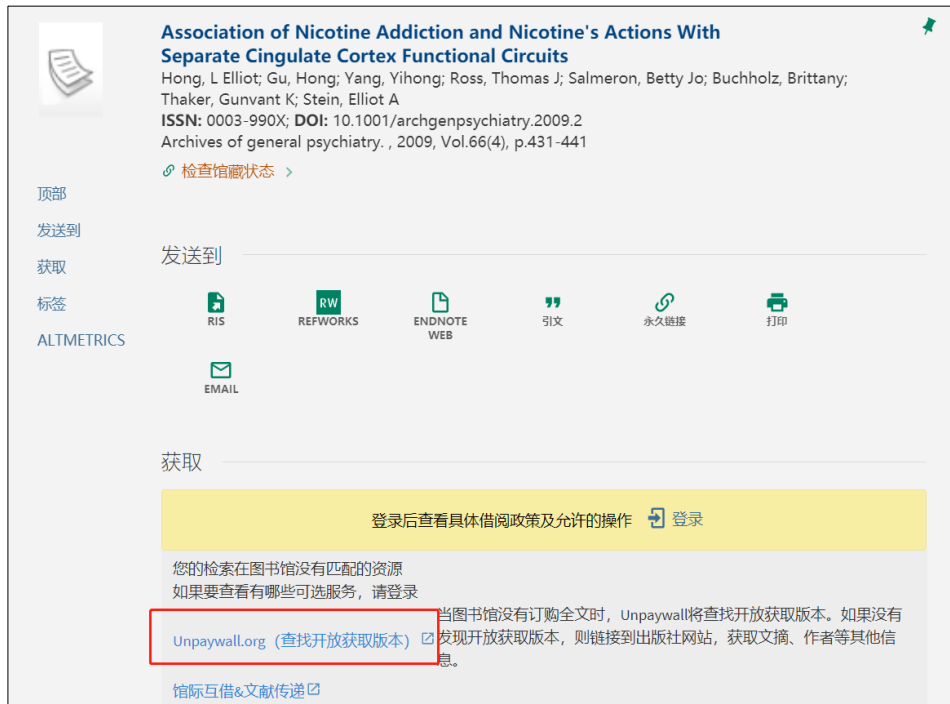 Association of Nicotine Addiction and Nicotine's Actions With
Separate Cingulate Cortex Functional Circuits
Hong, L Elliot; Gu, Hong; Yang, Yihong; Ross, Thomas J; Salmeron, Betty Jo; Buchholz, Brittany;
Thaker, Gunvant K; Stein, Elliot A
ISSN: 0003-990X; DOI: 10.1001/archgenpsychiatry.2009.2
Archives of general psychiatry. , 2009, Vol.66(4), p.431-441
检查馆藏状态
顶部
发送到
获取
标签
ALTMETRICS
发送到
RIS
RW
REFWORKS
ENDNOTE
WEB
引文
永久链接
打印
EMAIL
获取
登录后查看具体借阅政策及允许的操作 登录
您的检索在图书馆没有匹配的资源
如果要查看有哪些可选服务，请登录
Unpaywall.org（查找开放获取版本）
当图书馆没有订购全文时，Unpaywall将查找开放获取版本。如果没有
发现开放获取版本，则链接到出版社网站，获取文摘、作者等其他信
息。
馆际互借&文献传递